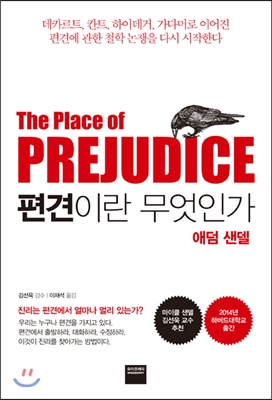 데카르트, 칸트, 하이데거, 가다머로 이어진
편견에 관한 철학 논쟁을 다시 시작한다
The Place of
PREJUDICE
편견이란 무엇인가
애덤 샌델
김선욱 감수 | 이재석 옮김
진리는 편견에서 얼마나 멀리 있는가?
우리는 누구나 편견을 가지고 있다.
편견에서 출발하라, 대화하라, 수정하라,
이것이 진리를 찾아가는 방법이다.
마이클 샌델
김선욱 교수
추천
2014년
하버드대학교
출간
와이즈베리
WISEBERRY